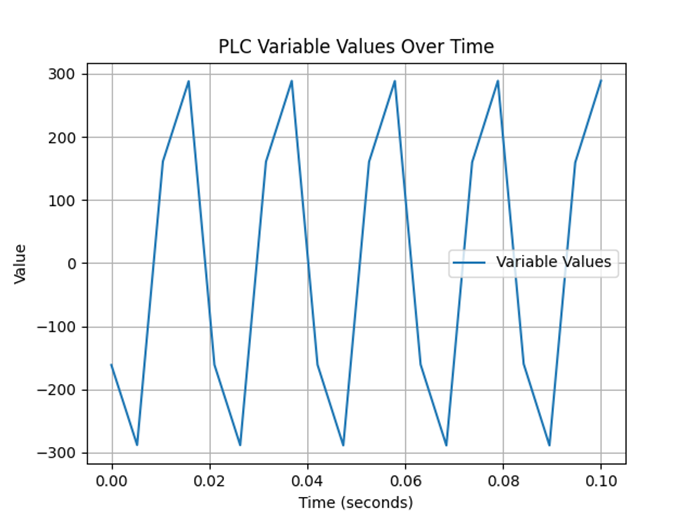 PLC Variable Values Over Time
300
200
100
0
−100
−200
−300
Value
Variable Values
0.00 0.02 0.04 0.06 0.08 0.10
Time (seconds)